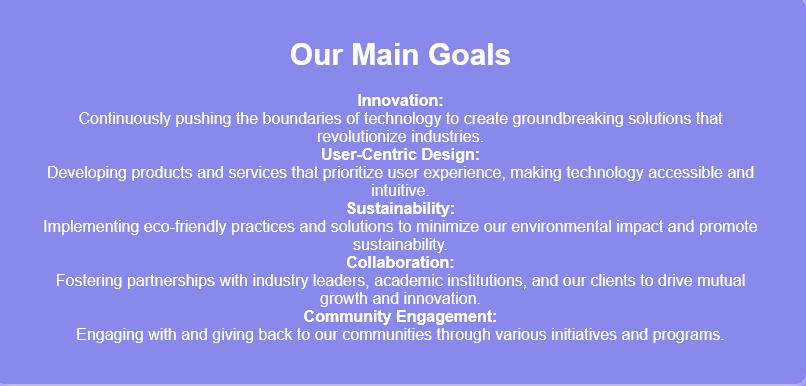 Our Main Goals
Innovation:
Continuously pushing the boundaries of technology to create groundbreaking solutions that
revolutionize industries.
User-Centric Design:
Developing products and services that prioritize user experience, making technology accessible and
intuitive.
Sustainability:
Implementing eco-friendly practices and solutions to minimize our environmental impact and promote
sustainability.
Collaboration:
Fostering partnerships with industry leaders, academic institutions, and our clients to drive mutual
growth and innovation.
Community Engagement:
Engaging with and giving back to our communities through various initiatives and programs.